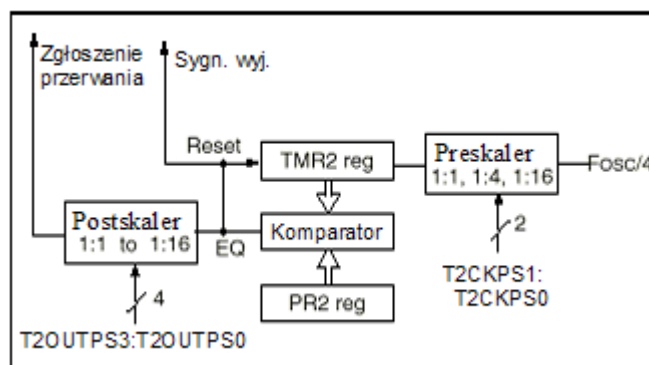 Zgłoszenie
przerwania
Sygn. wyj.
Reset
TMR2 reg
Preskaler
1:1, 1:4, 1:16
Fosc/4
Postskaler
1:1 to 1:16
EQ
Komparator
2
4
PR2 reg
T2CKPS1:
T2CKPS0
T2OUTPS3:T2OUTPS0